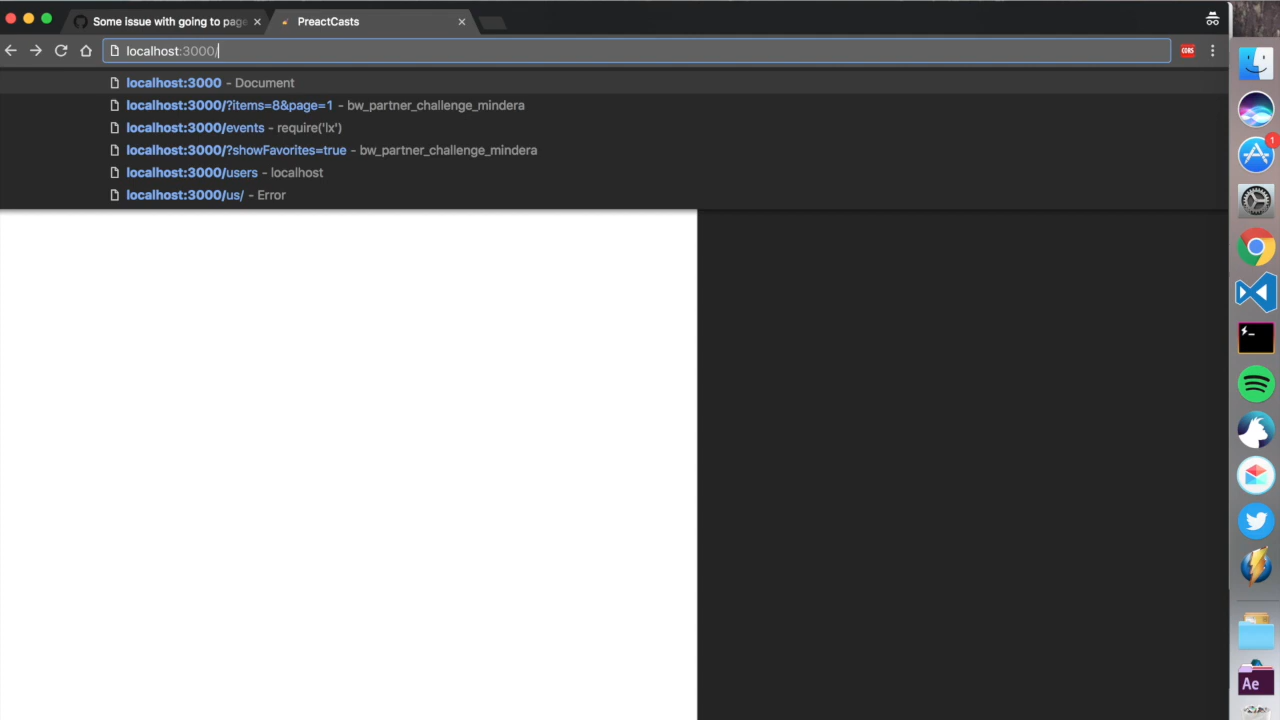 Some issue with going to page
PreactCasts
localhost:3000/
CORS
localhost:3000 - Document
localhost:3000/?items=8&page=1 - bw_partner_challenge_mindera
localhost:3000/events - require('lx')
localhost:3000/?showFavorites=true - bw_partner_challenge_mindera
localhost:3000/users - localhost
localhost:3000/us/ - Error
1
Ae